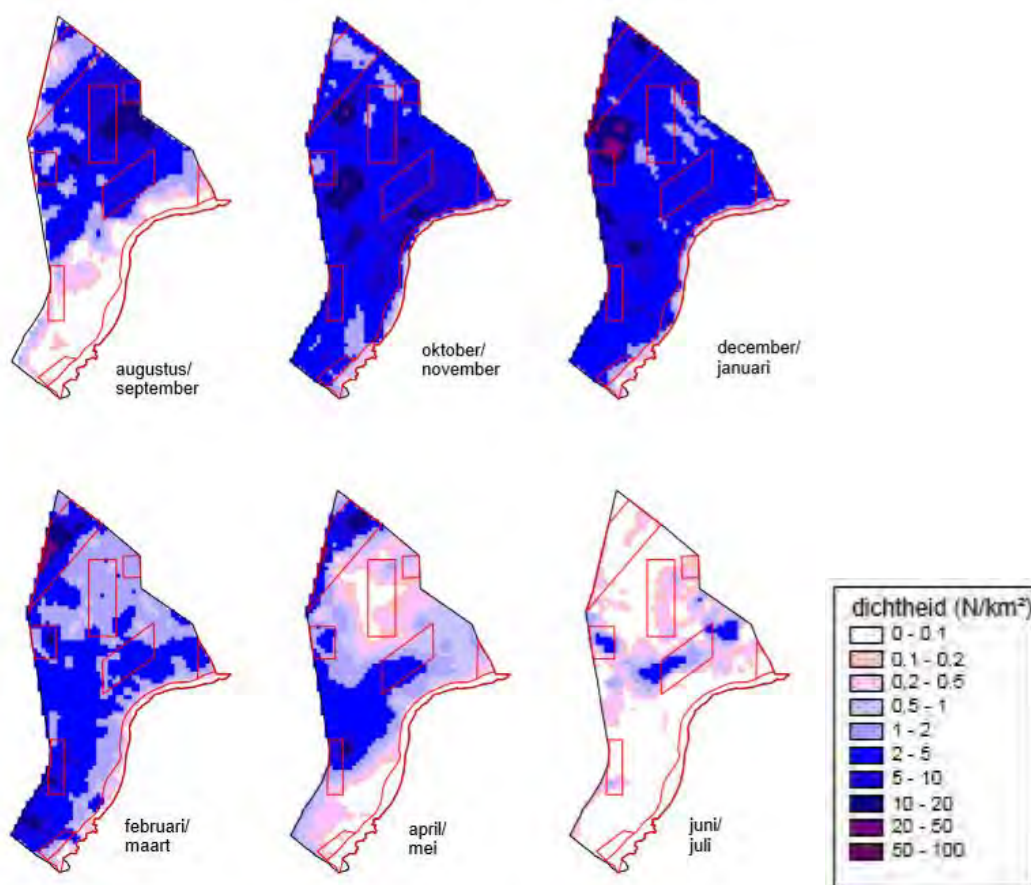 augustus/
september
oktober/
november
december/
januari
februari/
maart
april/
mei
juni/
juli
dichtheid (N/km²)
0 - 0.1
0.1 - 0.2
0.2 - 0.5
0.5 - 1
1 - 2
2 - 5
5 - 10
10 - 20
20 - 50
50 - 100